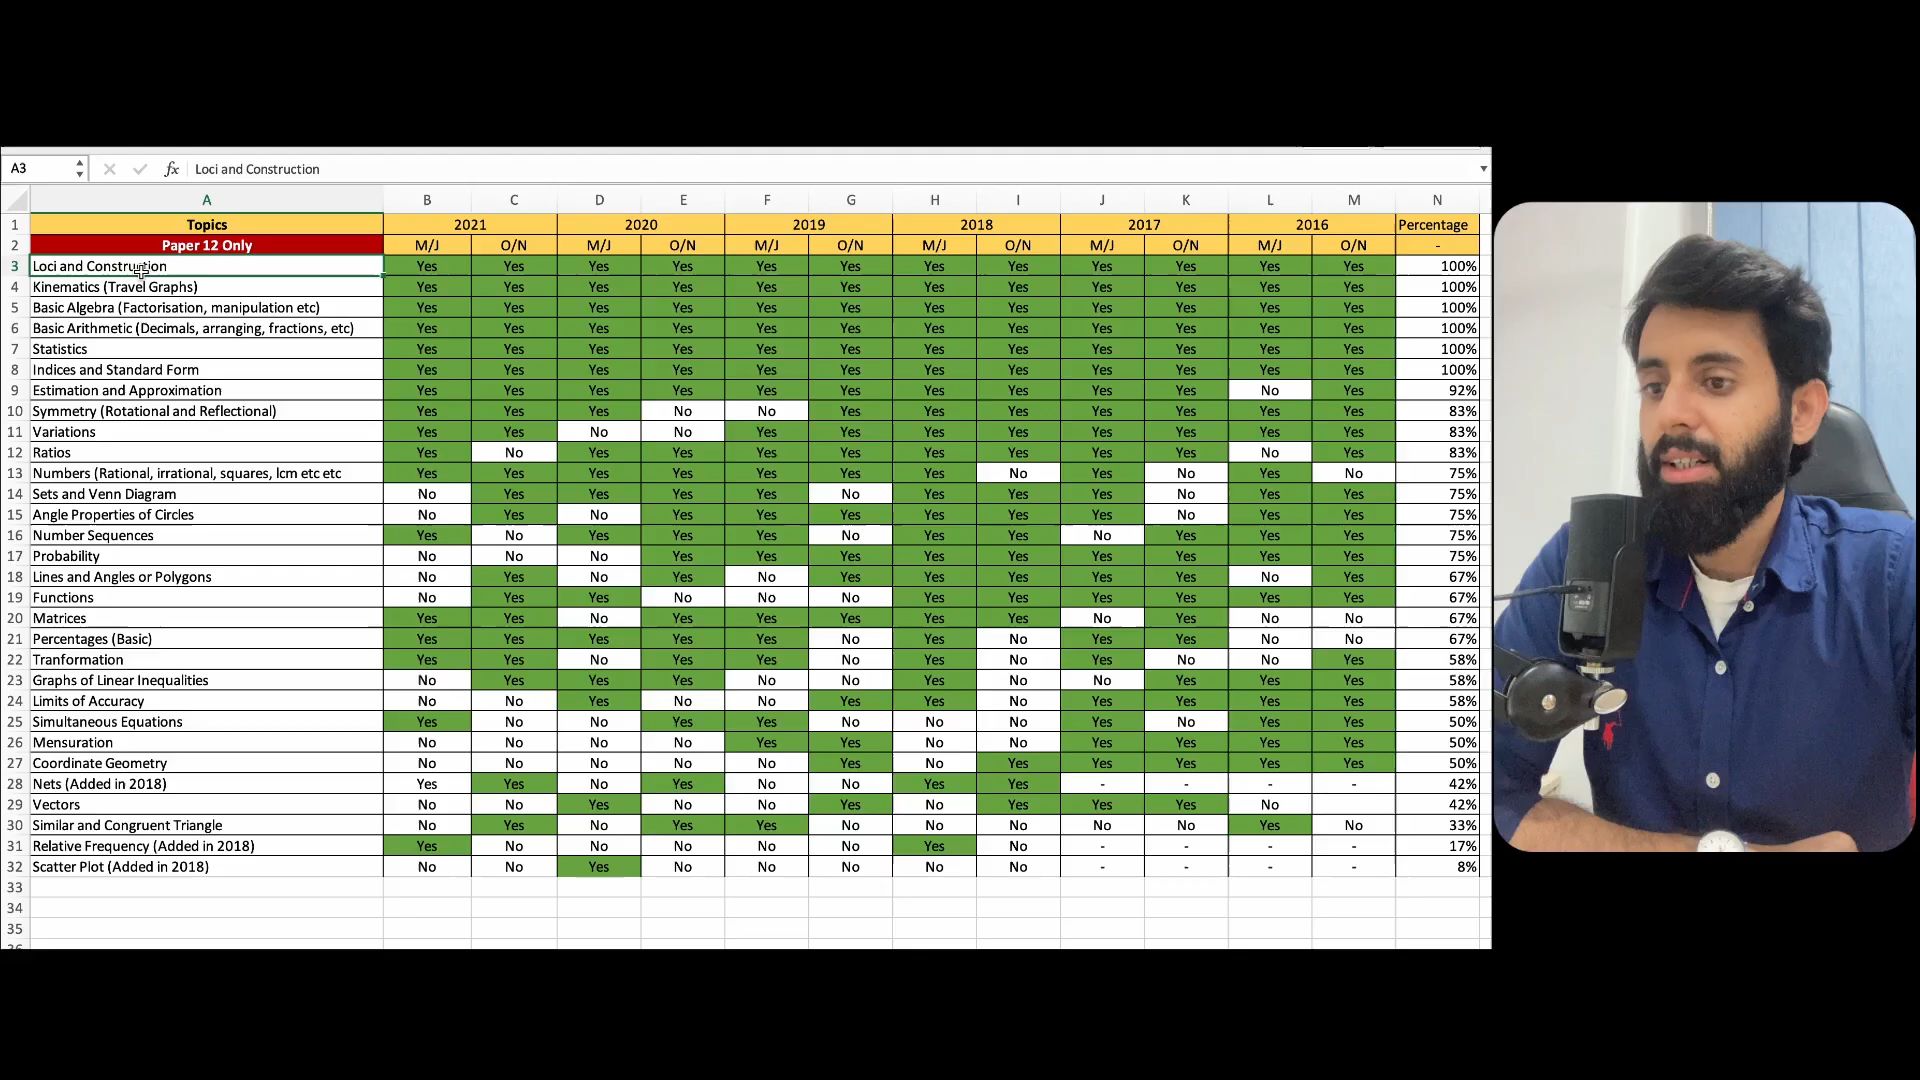 A3 fx Loci and Construction
A B C D E F G H I J K L M N
1 Topics 2021 2020 2019 2018 2017 2016 Percentage
2 Paper 12 Only M/J O/N M/J O/N M/J O/N M/J O/N M/J O/N M/J O/N -
3 Loci and Construction Yes Yes Yes Yes Yes Yes Yes Yes Yes Yes Yes Yes 100%
4 Kinematics (Travel Graphs) Yes Yes Yes Yes Yes Yes Yes Yes Yes Yes Yes Yes 100%
5 Basic Algebra (Factorisation, manipulation etc) Yes Yes Yes Yes Yes Yes Yes Yes Yes Yes Yes Yes 100%
6 Basic Arithmetic (Decimals, arranging, fractions, etc) Yes Yes Yes Yes Yes Yes Yes Yes Yes Yes Yes Yes 100%
7 Statistics Yes Yes Yes Yes Yes Yes Yes Yes Yes Yes Yes Yes 100%
8 Indices and Standard Form Yes Yes Yes Yes Yes Yes Yes Yes Yes Yes Yes Yes 100%
9 Estimation and Approximation Yes Yes Yes Yes Yes Yes Yes Yes Yes Yes No Yes 92%
10 Symmetry (Rotational and Reflectional) Yes Yes Yes No No Yes Yes Yes Yes Yes Yes Yes 83%
11 Variations Yes Yes No No Yes Yes Yes Yes Yes Yes Yes Yes 83%
12 Ratios Yes No Yes Yes Yes Yes Yes Yes Yes Yes No Yes 83%
13 Numbers (Rational, irrational, squares, lcm etc etc Yes Yes Yes Yes Yes Yes Yes No Yes No Yes No 75%
14 Sets and Venn Diagram No Yes Yes Yes Yes No Yes Yes Yes No Yes Yes 75%
15 Angle Properties of Circles No Yes No Yes Yes Yes Yes Yes Yes No Yes Yes 75%
16 Number Sequences Yes No Yes Yes Yes No Yes Yes No Yes Yes Yes 75%
17 Probability No No No Yes Yes Yes Yes Yes Yes Yes Yes Yes 75%
18 Lines and Angles or Polygons No Yes No Yes No Yes Yes Yes Yes Yes No Yes 67%
19 Functions No Yes Yes No No No Yes Yes Yes Yes Yes Yes 67%
20 Matrices Yes Yes No Yes Yes Yes Yes Yes No Yes No No 67%
21 Percentages (Basic) Yes Yes Yes Yes Yes No Yes No Yes Yes No No 67%
22 Tranformation Yes Yes No Yes Yes No Yes No Yes No No Yes 58%
23 Graphs of Linear Inequalities No Yes Yes Yes No No Yes No No Yes Yes Yes 58%
24 Limits of Accuracy No No Yes No No Yes Yes No Yes Yes Yes Yes 58%
25 Simultaneous Equations Yes No No Yes Yes No No No Yes No Yes Yes 50%
26 Mensuration No No No No Yes Yes No No Yes Yes Yes Yes 50%
27 Coordinate Geometry No No No No No Yes No Yes Yes Yes Yes Yes 50%
28 Nets (Added in 2018) Yes Yes No Yes No No Yes Yes - - - - 42%
29 Vectors No No Yes No No Yes No Yes Yes Yes No 42%
30 Similar and Congruent Triangle No Yes No Yes Yes No No No No No Yes No 33%
31 Relative Frequency (Added in 2018) Yes No No No No No Yes No - - - - 17%
32 Scatter Plot (Added in 2018) No No Yes No No No No No - - - - 8%
33
34
35